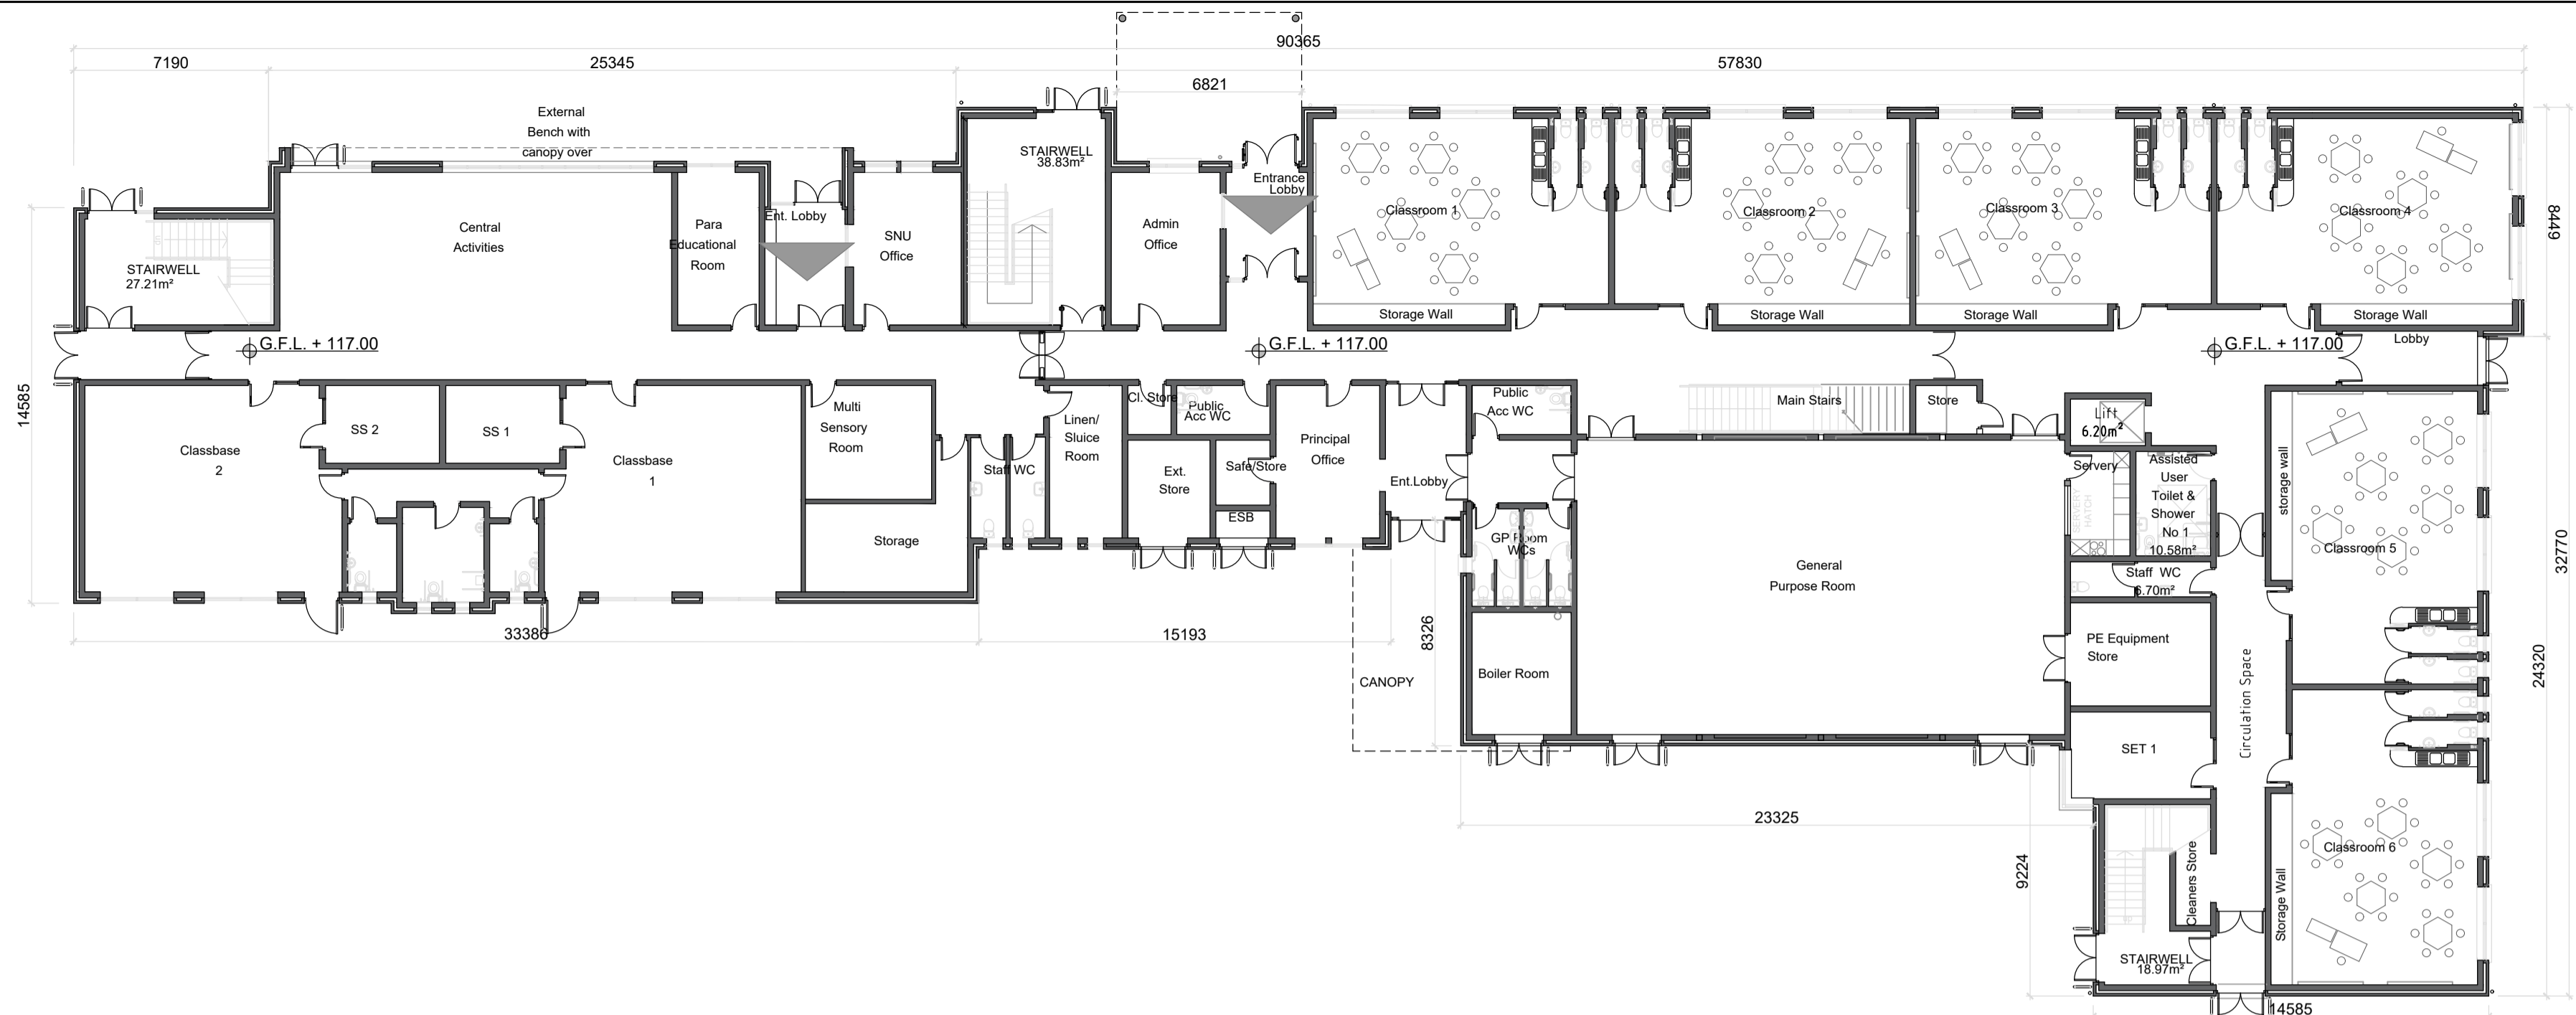 90365
7190
25345
57830
6821
External
Bench with
canopy over
STAIRWELL
38.83m²
Entrance
Lobby
Classroom 1
Classroom 2
Classroom 3
Classroom 4
8449
Central
Activities
Para
Educational
Room
Ent. Lobby
SNU
Office
Admin
Office
STAIRWELL
27.21m²
Storage Wall
Storage Wall
Storage Wall
Storage Wall
G.F.L. + 117.00
G.F.L. + 117.00
G.F.L. + 117.00
Lobby
14585
Classbase
2
SS 2
SS 1
Classbase
1
Multi
Sensory
Room
Storage
Staff WC
Linen/
Sluice
Room
Cl. Store
Public
Acc WC
Ext.
Store
Safe/Store
ESB
Principal
Office
Ent.Lobby
Public
Acc WC
GP Room
WCs
Boiler Room
CANOPY
8326
Main Stairs
Store
General
Purpose Room
Lift
6.20m²
Servery
SERVERY
HATCH
Assisted
User
Toilet &
Shower
No 1
10.58m²
Staff WC
6.70m²
PE Equipment
Store
SET 1
Circulation Space
storage wall
Classroom 5
32770
24320
33386
15193
23325
9224
Cleaners Store
Storage Wall
Classroom 6
STAIRWELL
18.97m²
14585